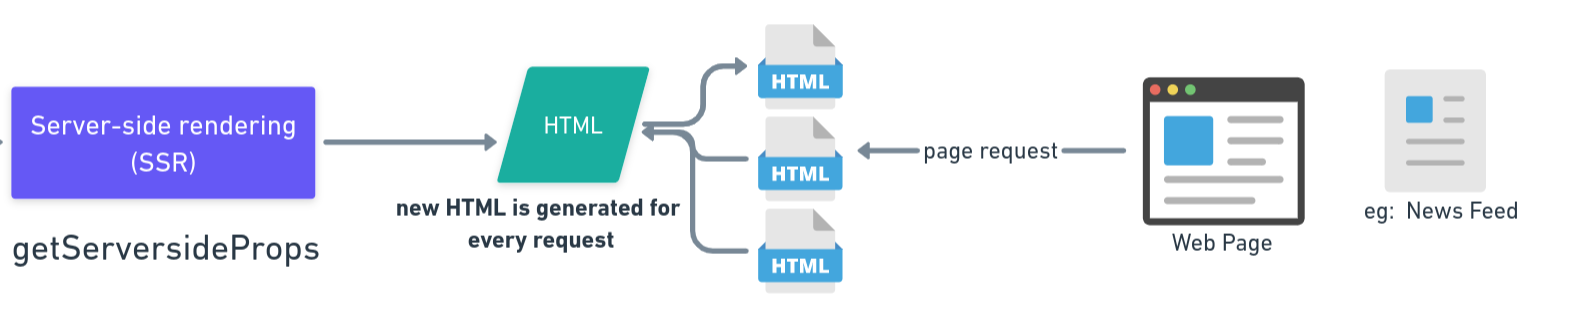 Server-side rendering
(SSR)
getServersideProps
HTML
new HTML is generated for
every request
HTML
HTML
HTML
page request
Web Page
eg: News Feed